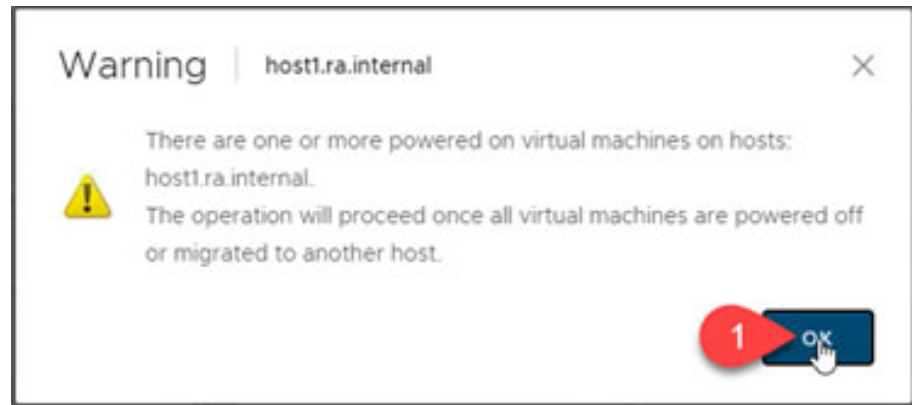 Warning host1.ra.internal
There are one or more powered on virtual machines on hosts:
host1.ra.internal.
The operation will proceed once all virtual machines are powered off
or migrated to another host.
1 OK